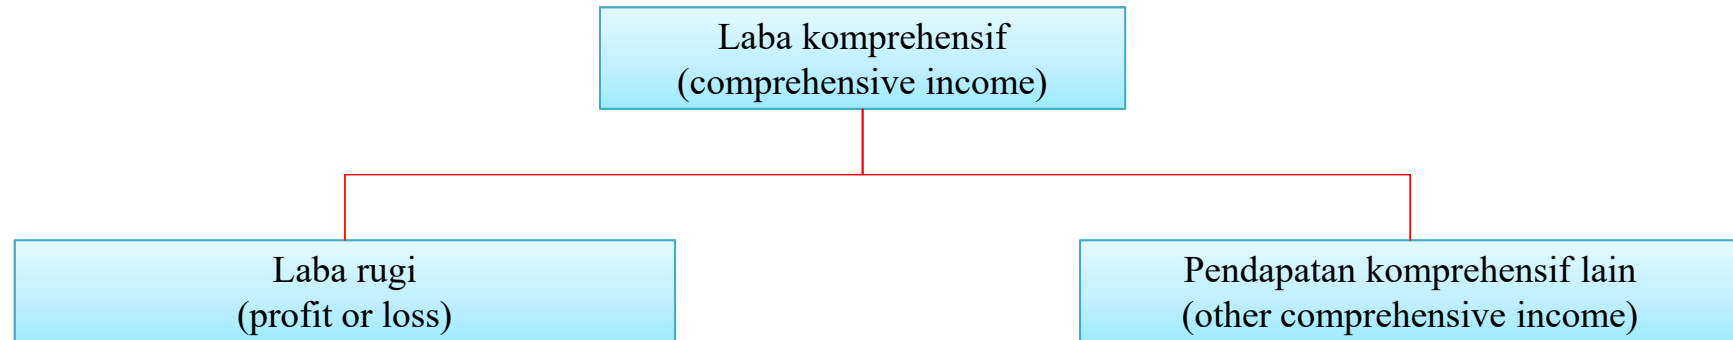 Laba komprehensif
(comprehensive income)
Laba rugi
(profit or loss)
Pendapatan komprehensif lain
(other comprehensive income)